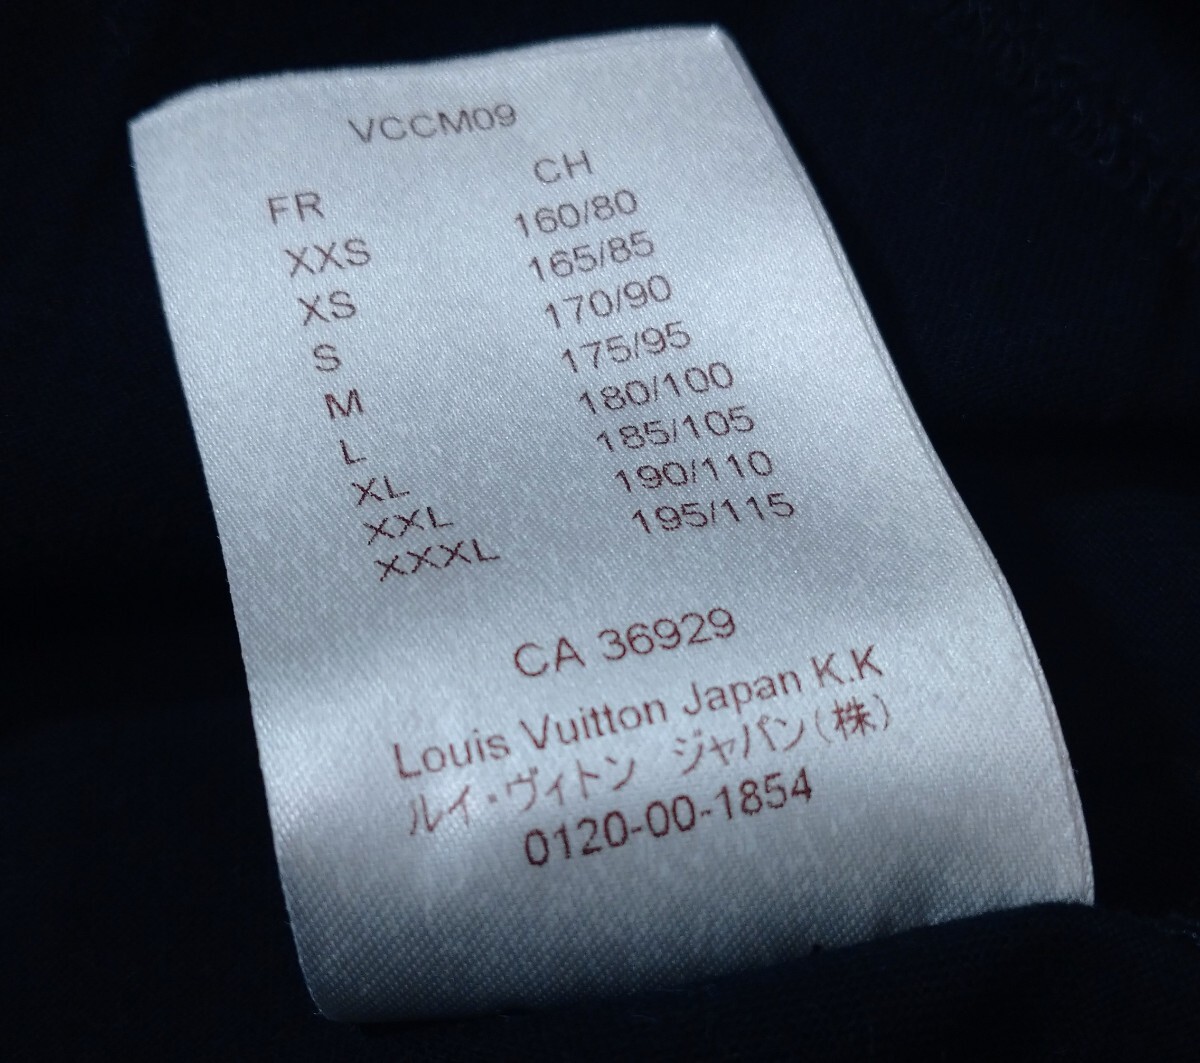 VCCM09
FR CH
XXS 160/80
XS 165/85
S 170/90
M 175/95
L 180/100
XL 185/105
XXL 190/110
XXXL 195/115
CA 36929
Louis Vuitton Japan K.K
ルイ・ヴィトン ジャパン(株)
0120-00-1854